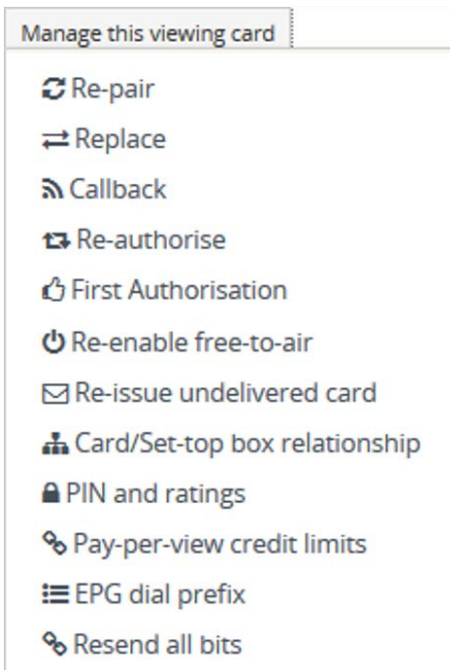 Manage this viewing card
Re-pair
Replace
Callback
Re-authorise
First Authorisation
Re-enable free-to-air
Re-issue undelivered card
Card/Set-top box relationship
PIN and ratings
Pay-per-view credit limits
EPG dial prefix
Resend all bits